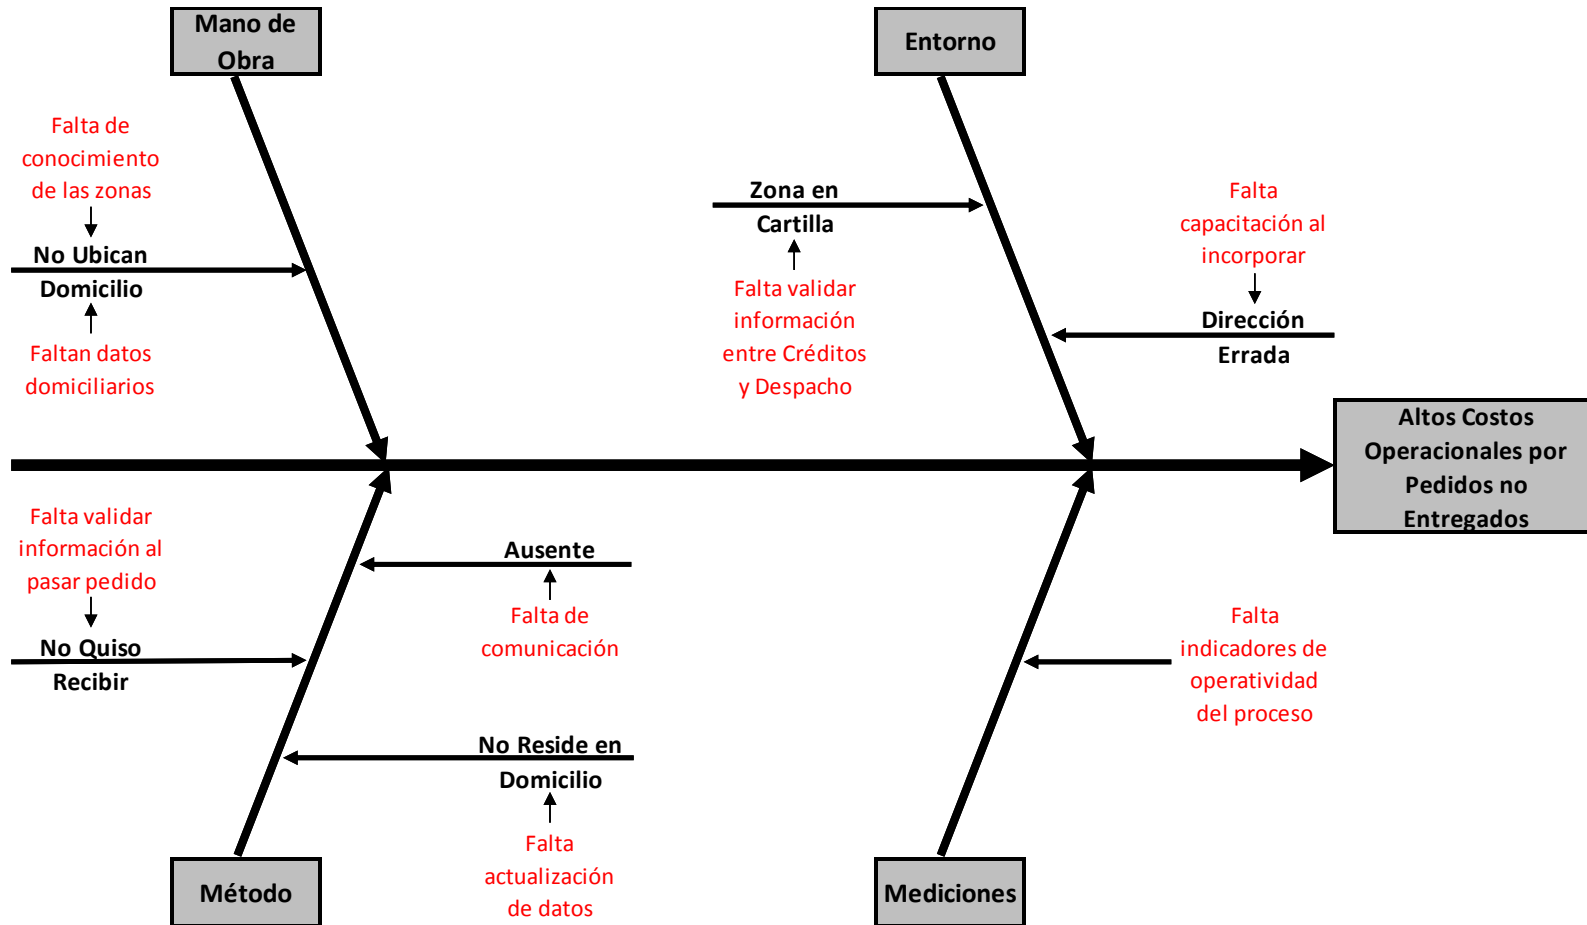 Mano de
Obra
Entorno
Falta de
conocimiento
de las zonas
No Ubican
Domicilio
Faltan datos
domiciliarios
Zona en
Cartilla
Falta validar
información
entre Créditos
y Despacho
Falta
capacitación al
incorporar
Dirección
Errada
Altos Costos
Operacionales por
Pedidos no
Entregados
Falta validar
información al
pasar pedido
No Quiso
Recibir
Ausente
Falta de
comunicación
No Reside en
Domicilio
Falta
actualización
de datos
Falta
indicadores de
operatividad
del proceso
Método
Mediciones